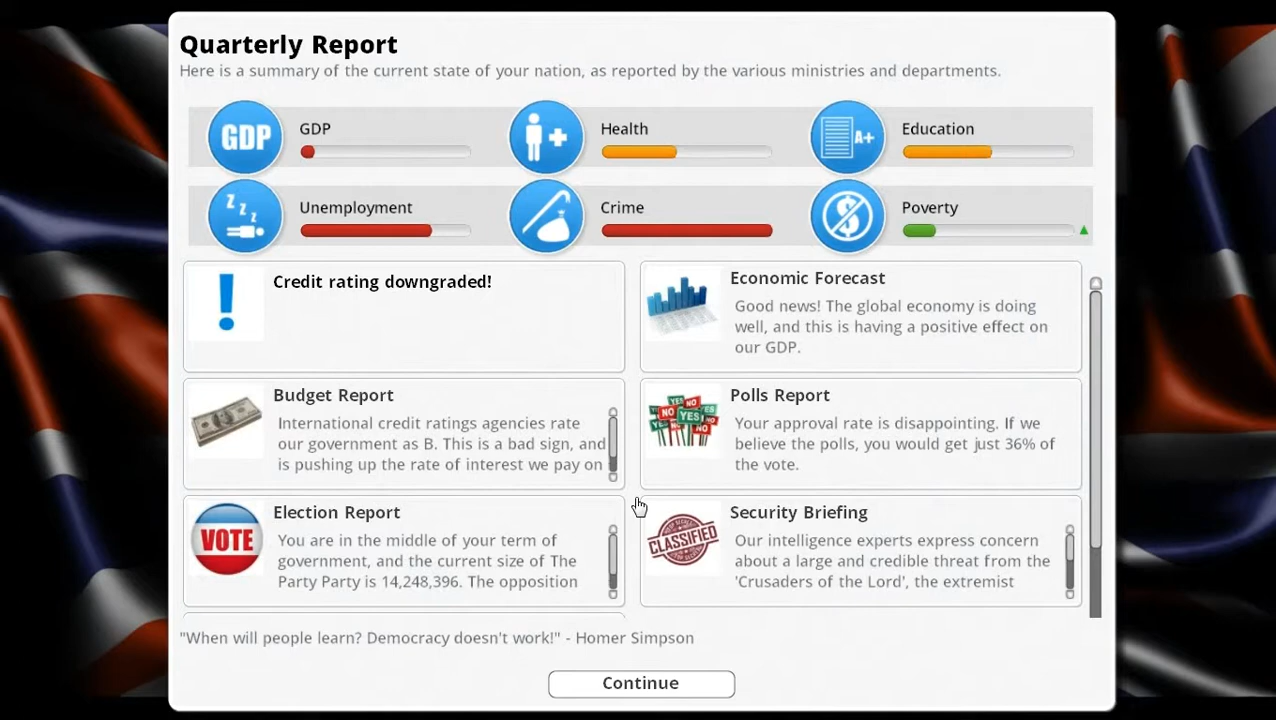 Quarterly Report
Here is a summary of the current state of your nation, as reported by the various ministries and departments.
GDP
GDP
Health
A+
Education
Z z z
Unemployment
Crime
$
Poverty
!
Credit rating downgraded!
Economic Forecast
Good news! The global economy is doing
well, and this is having a positive effect on
our GDP.
Budget Report
International credit ratings agencies rate
our government as B. This is a bad sign, and
is pushing up the rate of interest we pay on
YES NO
NO YES NO
Polls Report
Your approval rate is disappointing. If we
believe the polls, you would get just 36% of
the vote.
VOTE
Election Report
You are in the middle of your term of
government, and the current size of The
Party Party is 14,248,396. The opposition
CLASSIFIED
Security Briefing
Our intelligence experts express concern
about a large and credible threat from the
'Crusaders of the Lord', the extremist
"When will people learn? Democracy doesn't work!" - Homer Simpson
Continue